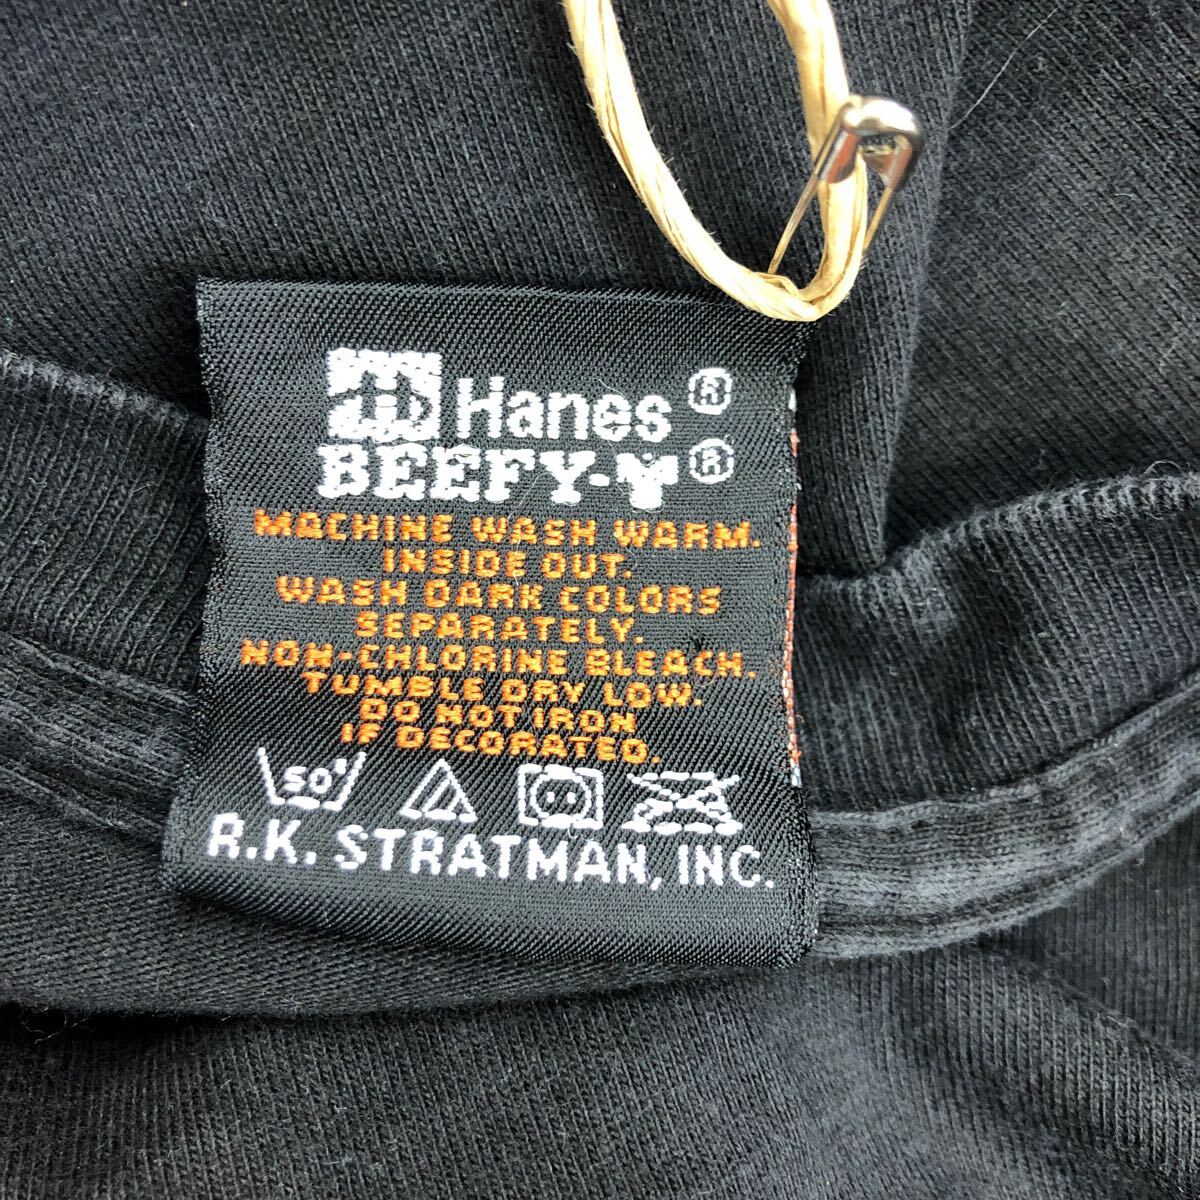 Hanes®
BEEFY-T®
MACHINE WASH WARM.
INSIDE OUT.
WASH DARK COLORS
SEPARATELY.
NON-CHLORINE BLEACH.
TUMBLE DRY LOW.
DO NOT IRON
IF DECORATED.
50°
R.K. STRATMAN, INC.